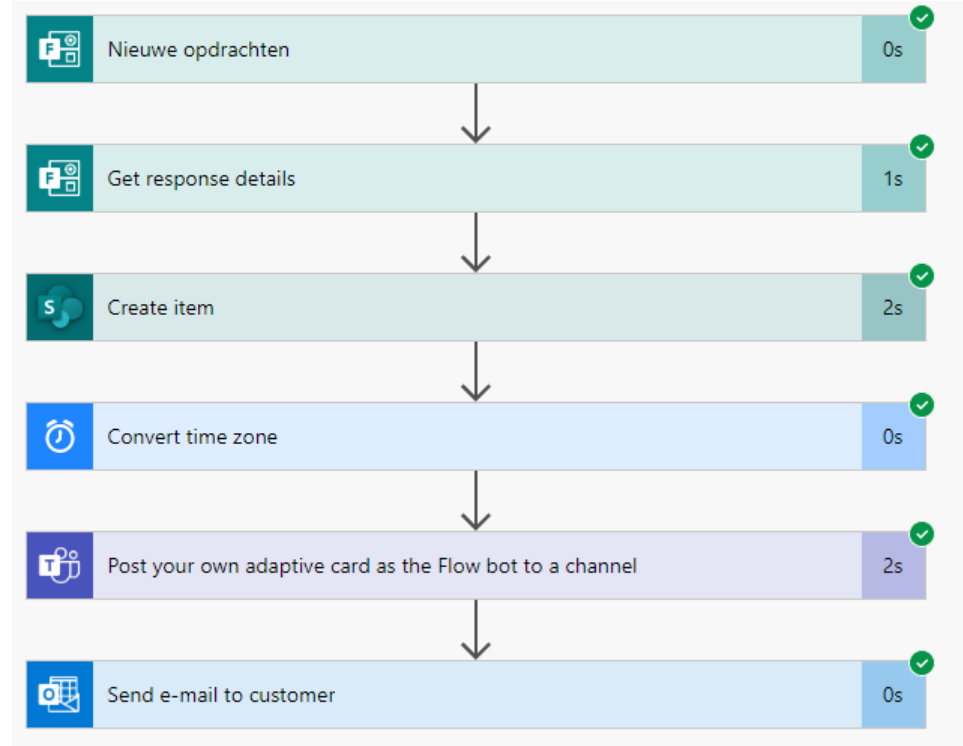 Nieuwe opdrachten 0s
Get response details 1s
Create item 2s
Convert time zone 0s
Post your own adaptive card as the Flow bot to a channel 2s
Send e-mail to customer 0s